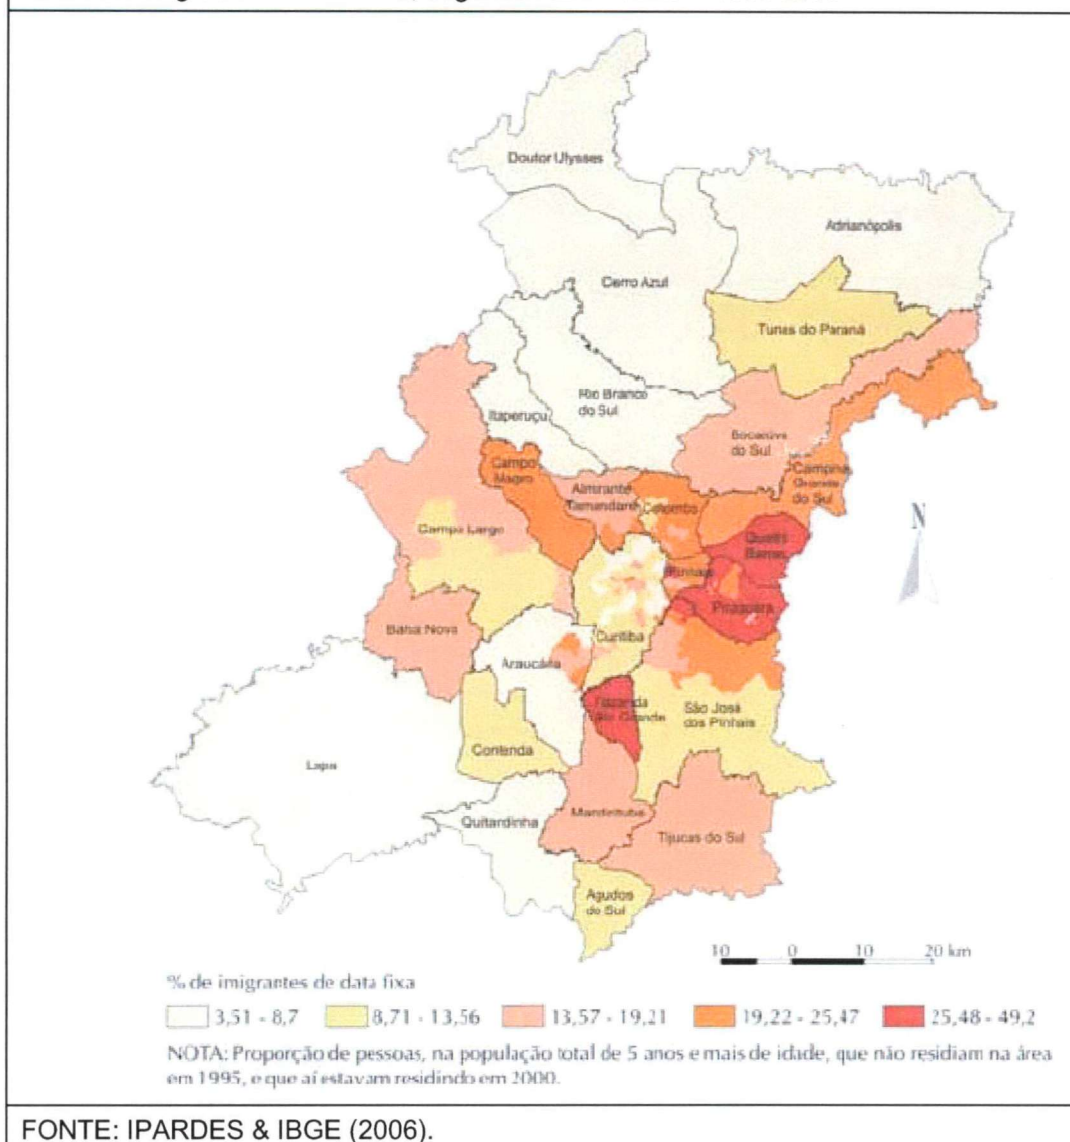 Doutor Ulysses
Adrianópolis
Cerro Azul
Tunas do Paraná
Rio Branco
do Sul
Itaperuçu
Bocaiúva
do Sul
Campo
Magro
Campina
Grande
do Sul
Almirante
Tamandaré
Colombo
N
Campo Largo
Quatro
Barras
Pinhais
Piraquara
Balsa Nova
Curitiba
Araucária
Fazenda
Rio Grande
São José
dos Pinhais
Contenda
Lapa
Mandirituba
Quitandinha
Tijucas do Sul
Agudos
do Sul
10 0 10 20 km
% de imigrantes de data fixa
3,51 - 8,7 8,71 - 13,56 13,57 - 19,21 19,22 - 25,47 25,48 - 49,2
NOTA: Proporção de pessoas, na população total de 5 anos e mais de idade, que não residiam na área
em 1995, e que aí estavam residindo em 2000.
FONTE: IPARDES & IBGE (2006).